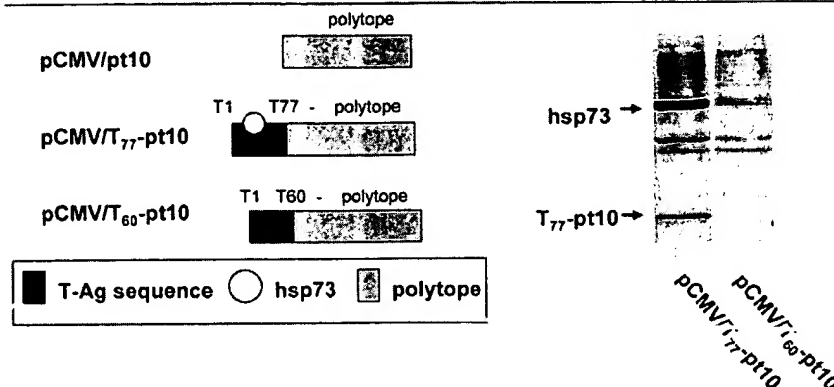 polytope
pCMV/pt10
T1 T77 - polytope
pCMV/T77-pt10
T1 T60 - polytope
pCMV/T60-pt10
T-Ag sequence hsp73 polytope
hsp73
T77-pt10
pCMV/T77-pt10
pCMV/T60-pt10